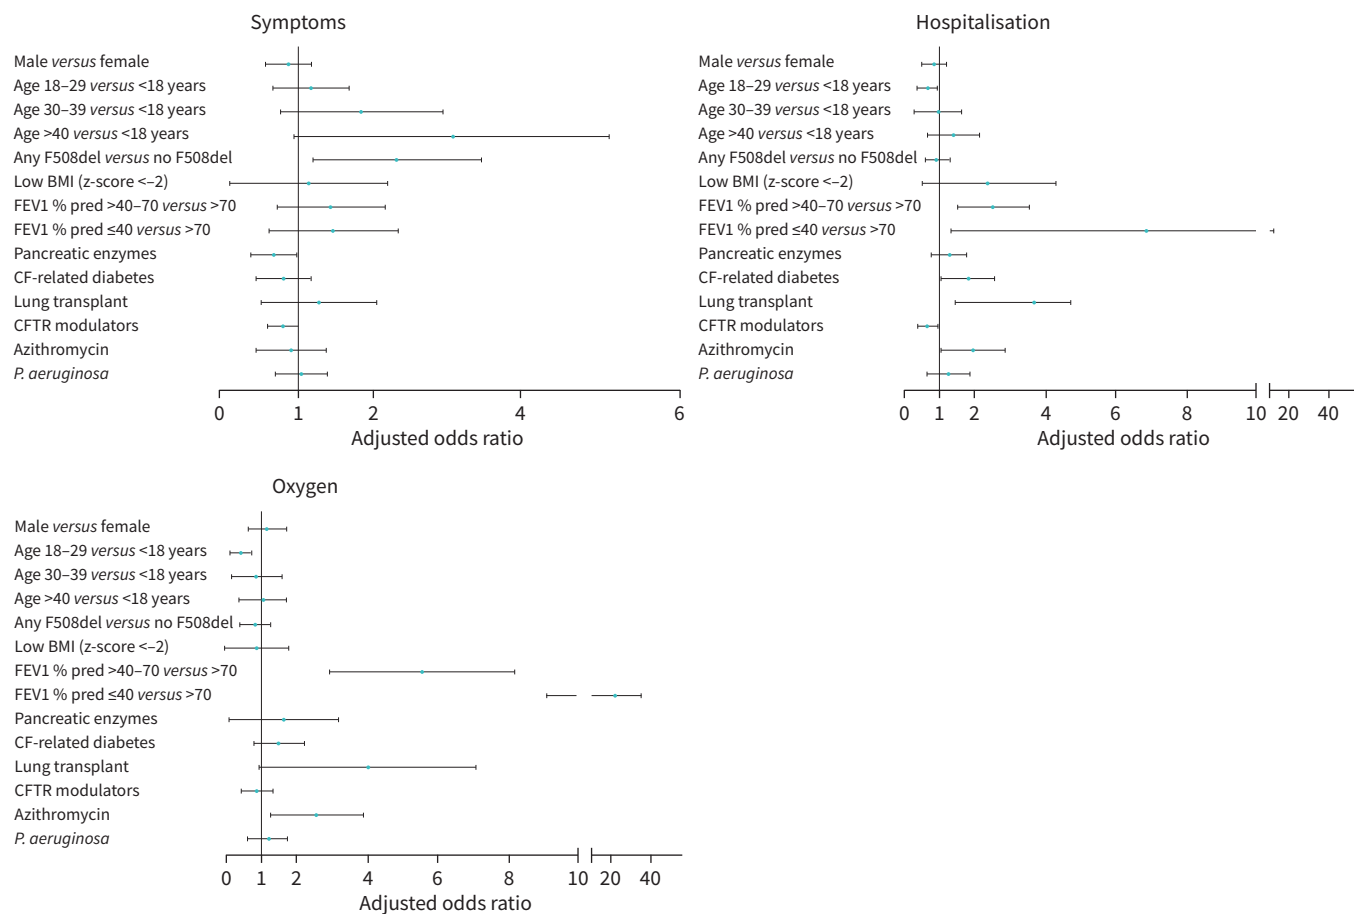 Symptoms
Male versus female
Age 18–29 versus <18 years
Age 30–39 versus <18 years
Age >40 versus <18 years
Any F508del versus no F508del
Low BMI (z-score <–2)
FEV1 % pred >40–70 versus >70
FEV1 % pred ≤40 versus >70
Pancreatic enzymes
CF-related diabetes
Lung transplant
CFTR modulators
Azithromycin
P. aeruginosa
0 1 2 4 6
Adjusted odds ratio
Hospitalisation
Male versus female
Age 18–29 versus <18 years
Age 30–39 versus <18 years
Age >40 versus <18 years
Any F508del versus no F508del
Low BMI (z-score <–2)
FEV1 % pred >40–70 versus >70
FEV1 % pred ≤40 versus >70
Pancreatic enzymes
CF-related diabetes
Lung transplant
CFTR modulators
Azithromycin
P. aeruginosa
0 1 2 4 6 8 10 20 40
Adjusted odds ratio
Oxygen
Male versus female
Age 18–29 versus <18 years
Age 30–39 versus <18 years
Age >40 versus <18 years
Any F508del versus no F508del
Low BMI (z-score <–2)
FEV1 % pred >40–70 versus >70
FEV1 % pred ≤40 versus >70
Pancreatic enzymes
CF-related diabetes
Lung transplant
CFTR modulators
Azithromycin
P. aeruginosa
0 1 2 4 6 8 10 20 40
Adjusted odds ratio